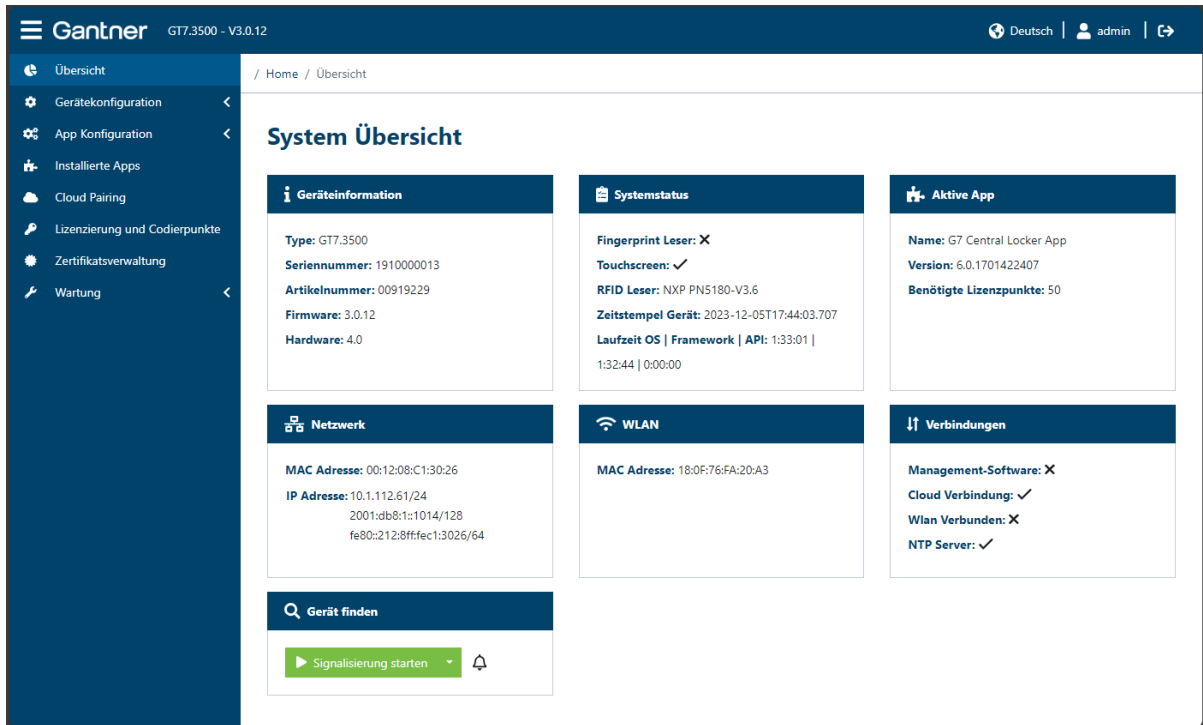 Gantner GT7.3500 - V3.0.12
Deutsch admin
Übersicht
Gerätekonfiguration
App Konfiguration
Installierte Apps
Cloud Pairing
Lizenzierung und Codierpunkte
Zertifikatsverwaltung
Wartung
/ Home / Übersicht
System Übersicht
Geräteinformation
Type: GT7.3500
Seriennummer: 1910000013
Artikelnummer: 00919229
Firmware: 3.0.12
Hardware: 4.0
Systemstatus
Fingerprint Leser:
Touchscreen:
RFID Leser: NXP PN5180-V3.6
Zeitstempel Gerät: 2023-12-05T17:44:03.707
Laufzeit OS | Framework | API: 1:33:01 |
1:32:44 | 0:00:00
Aktive App
Name: G7 Central Locker App
Version: 6.0.1701422407
Benötigte Lizenzpunkte: 50
Netzwerk
MAC Adresse: 00:12:08:C1:30:26
IP Adresse: 10.1.112.61/24
2001:db8:1::1014/128
fe80::212:8ff:fec1:3026/64
WLAN
MAC Adresse: 18:0F:76:FA:20:A3
Verbindungen
Management-Software:
Cloud Verbindung:
Wlan Verbunden:
NTP Server:
Gerät finden
Signalisierung starten